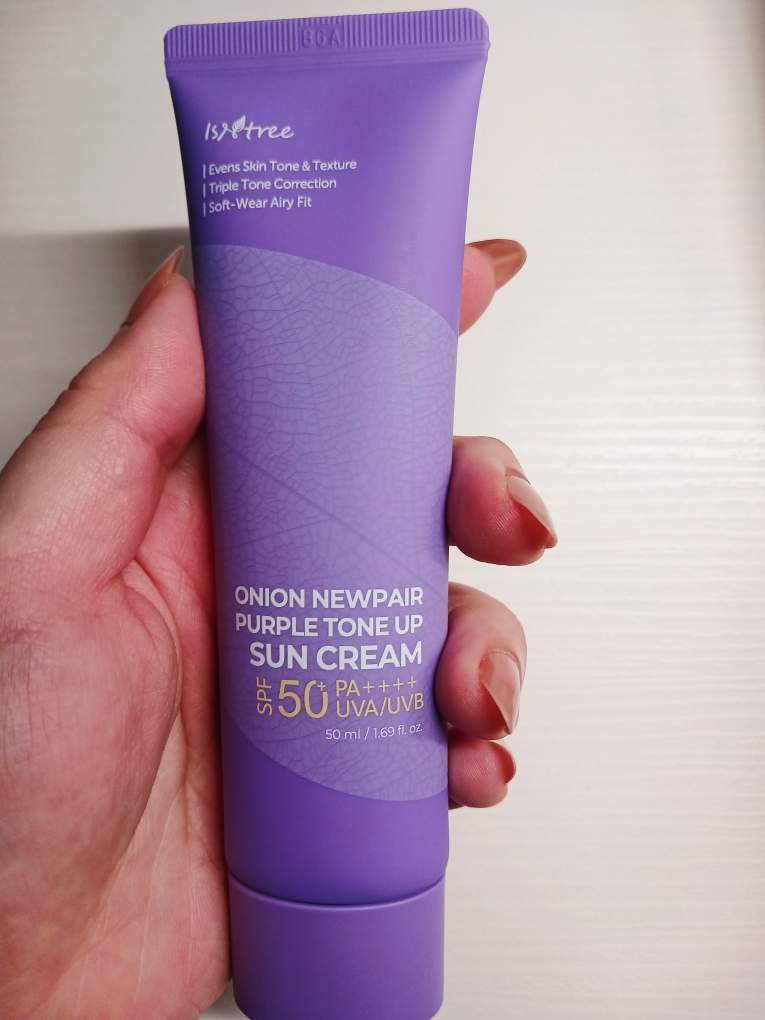 86A
Isntree
Evens Skin Tone & Texture
Triple Tone Correction
Soft-Wear Airy Fit
ONION NEWPAIR
PURPLE TONE UP
SUN CREAM
SPF 50+ PA++++
UVA/UVB
50 ml / 1.69 fl. oz.